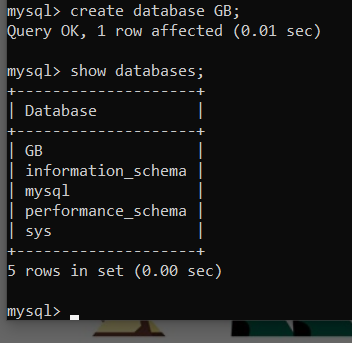 mysql> create database GB;
Query OK, 1 row affected (0.01 sec)
mysql> show databases;
+--------------------+
| Database           |
+--------------------+
| GB                 |
| information_schema |
| mysql              |
| performance_schema |
| sys                |
+--------------------+
5 rows in set (0.00 sec)
mysql>